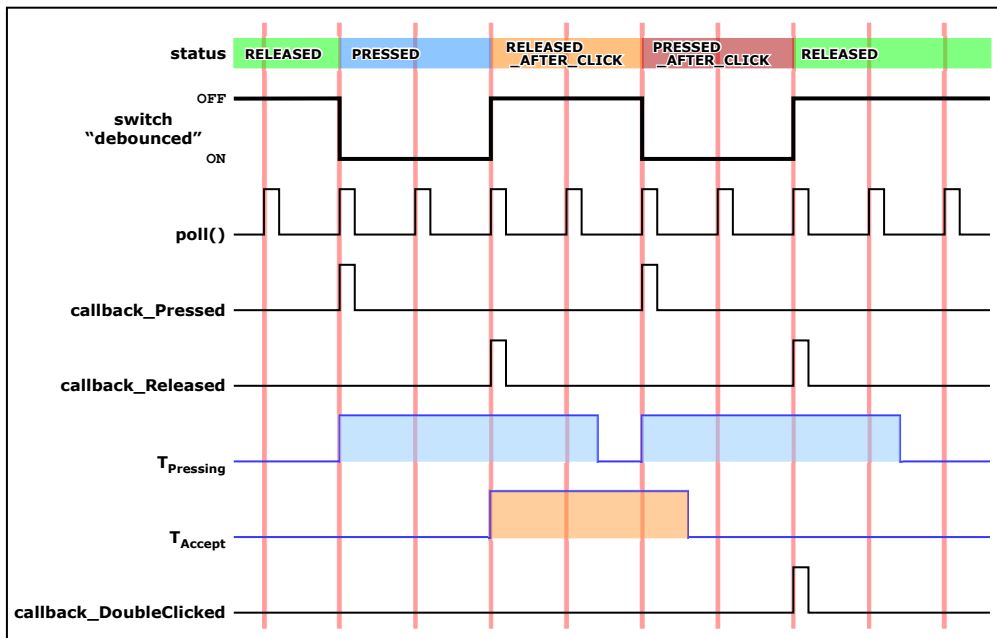 status
RELEASED
PRESSED
RELEASED
_AFTER_CLICK
PRESSED
_AFTER_CLICK
RELEASED
OFF
switch
“debounced”
ON
poll()
callback_Pressed
callback_Released
TPressing
TAccept
callback_DoubleClicked